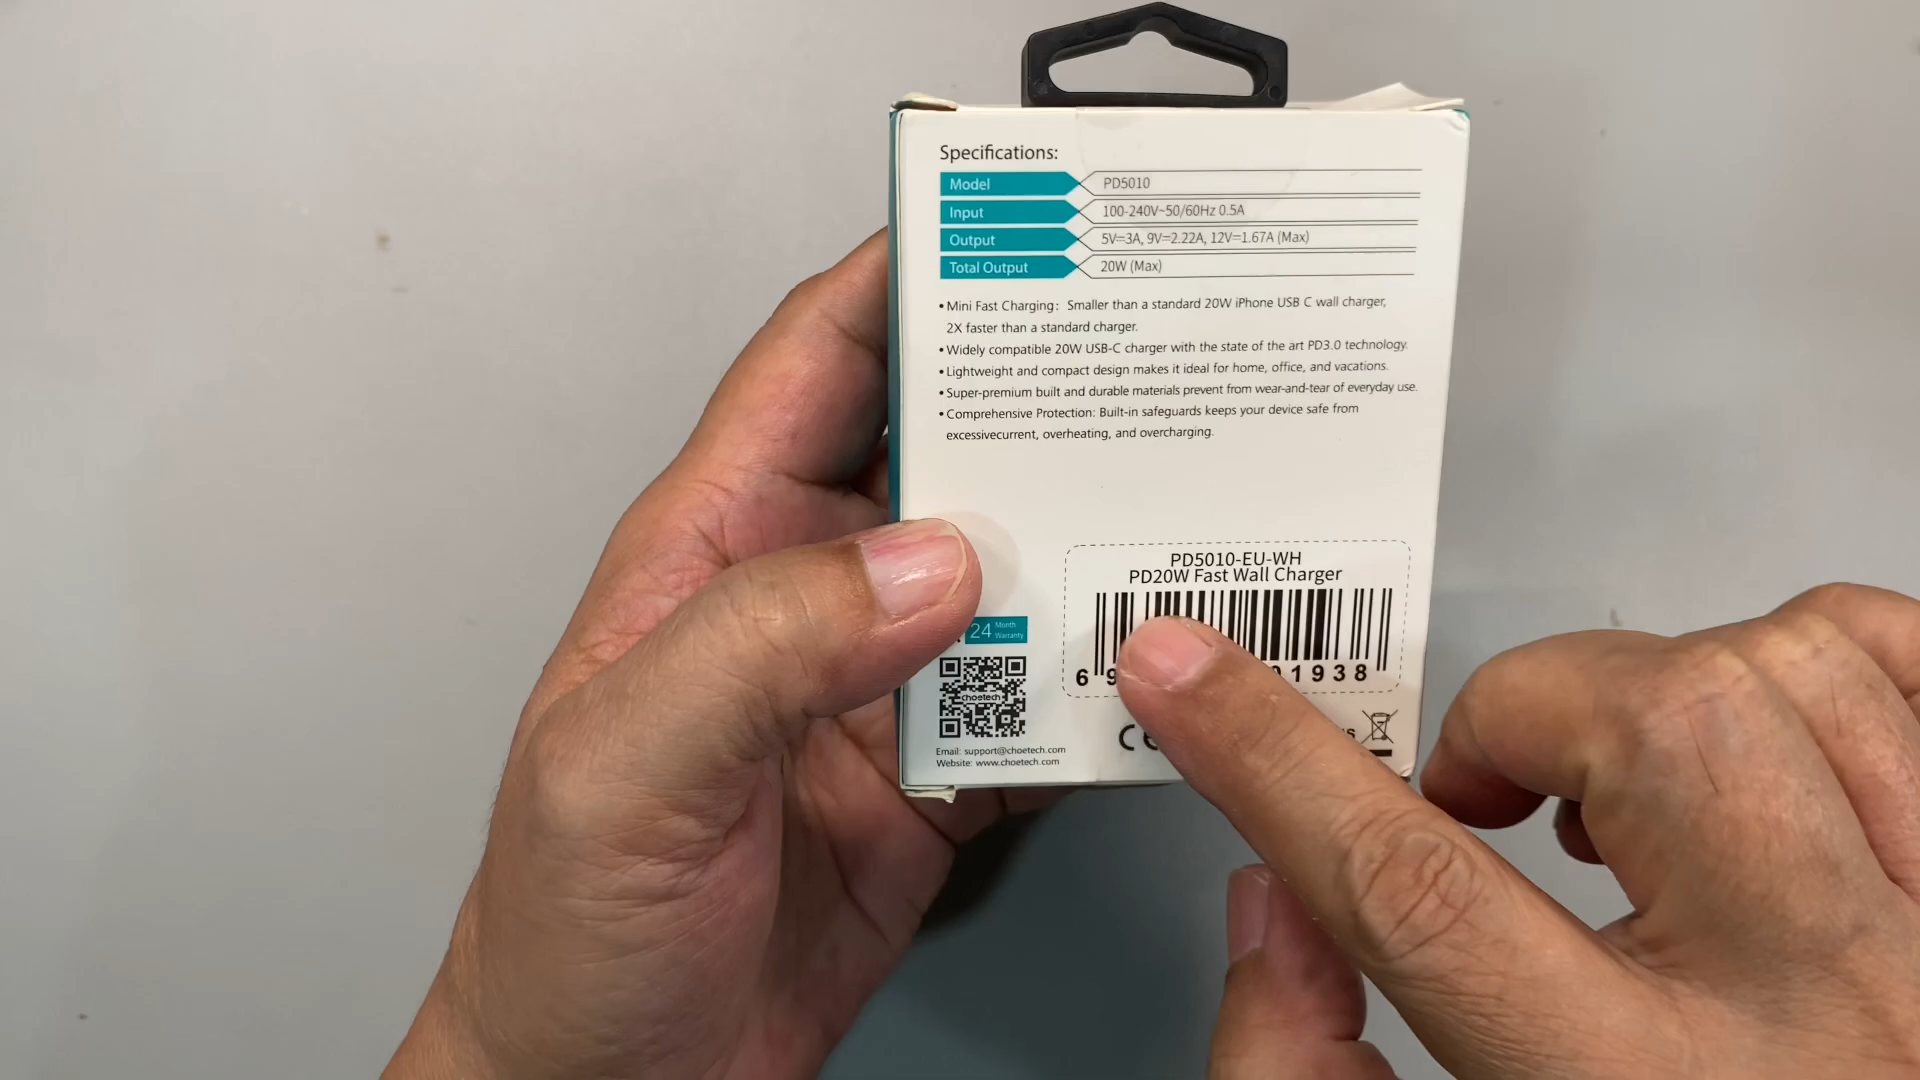 Specifications:
Model PD5010
Input 100-240V~50/60Hz 0.5A
Output 5V=3A, 9V=2.22A, 12V=1.67A (Max)
Total Output 20W (Max)
• Mini Fast Charging: Smaller than a standard 20W iPhone USB C wall charger,
2X faster than a standard charger.
• Widely compatible 20W USB-C charger with the state of the art PD3.0 technology.
• Lightweight and compact design makes it ideal for home, office, and vacations.
• Super-premium built and durable materials prevent from wear-and-tear of everyday use.
• Comprehensive Protection: Built-in safeguards keeps your device safe from
excessivecurrent, overheating, and overcharging.
PD5010-EU-WH
PD20W Fast Wall Charger
24 Month
Warranty
6 9 1938
choetech
CE
Email: support@choetech.com
Website: www.choetech.com